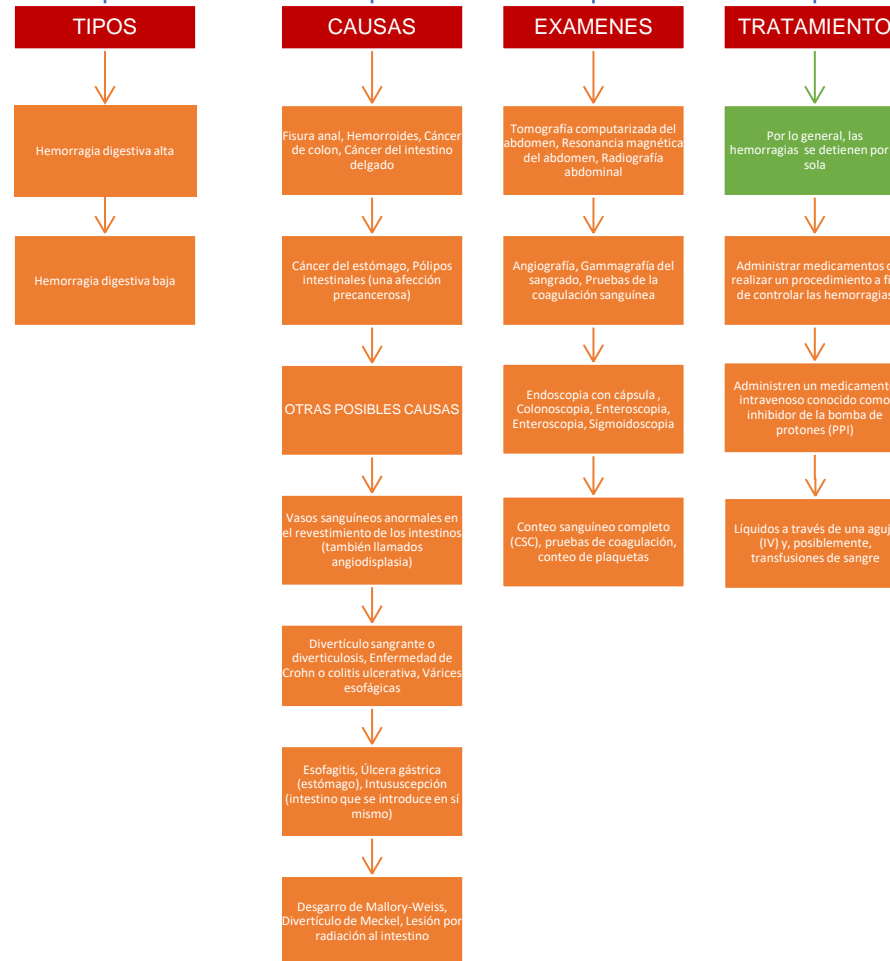 TIPOS
Hemorragia digestiva alta
Hemorragia digestiva baja
CAUSAS
Fisura anal, Hemorroides, Cáncer
de colon, Cáncer del intestino
delgado
Cáncer del estómago, Pólipos
intestinales (una afección
precancerosa)
OTRAS POSIBLES CAUSAS
Vasos sanguíneos anormales en
el revestimiento de los intestinos
(también llamados
angiodisplasia)
Divertículo sangrante o
diverticulosis, Enfermedad de
Crohn o colitis ulcerativa, Várices
esofágicas
Esofagitis, Úlcera gástrica
(estómago), Intususcepción
(intestino que se introduce en sí
mismo)
Desgarro de Mallory-Weiss,
Divertículo de Meckel, Lesión por
radiación al intestino
EXAMENES
Tomografía computarizada del
abdomen, Resonancia magnética
del abdomen, Radiografía
abdominal
Angiografía, Gammagrafía del
sangrado, Pruebas de la
coagulación sanguínea
Endoscopia con cápsula ,
Colonoscopia, Enteroscopia,
Enteroscopia, Sigmoidoscopia
Conteo sanguíneo completo
(CSC), pruebas de coagulación,
conteo de plaquetas
TRATAMIENTO
Por lo general, las
hemorragias se detienen por
sola
Administrar medicamentos
realizar un procedimiento a
de controlar las hemorragias
Administren un medicamento
intravenoso conocido como
inhibidor de la bomba de
protones (PPI)
Líquidos a través de una
(IV) y, posiblemente,
transfusiones de sangre